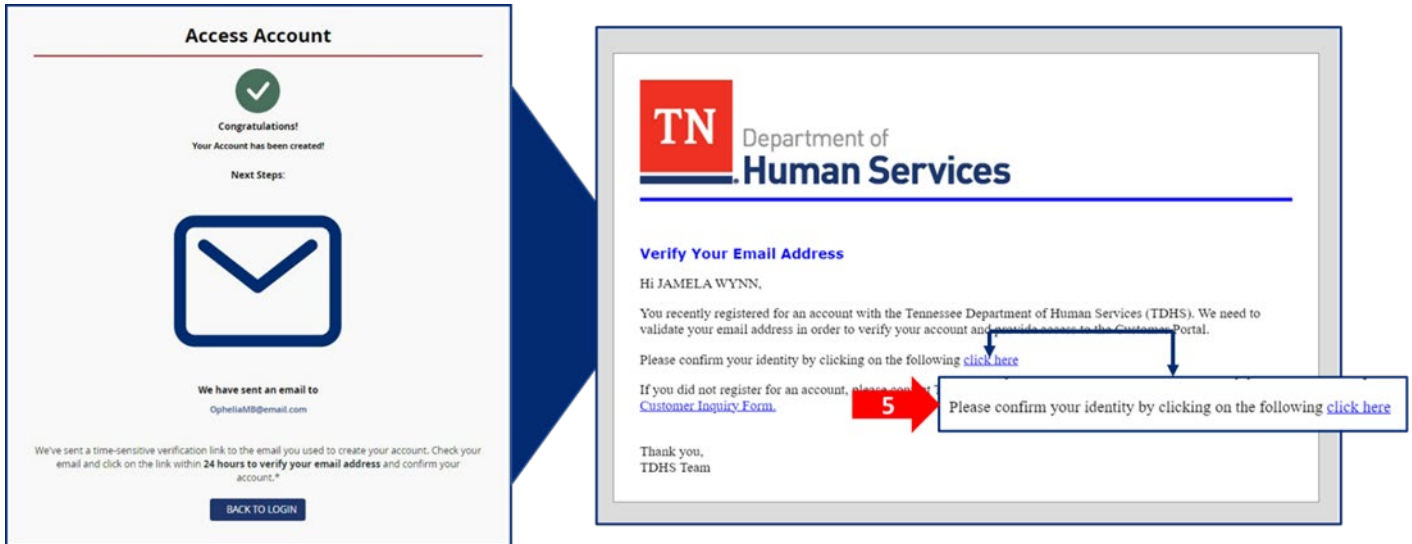 Access Account
Congratulations!
Your Account has been created!
Next Steps:
We have sent an email to
OpheliaMB@email.com
We've sent a time-sensitive verification link to the email you used to create your account. Check your
email and click on the link within 24 hours to verify your email address and confirm your
account.*
BACK TO LOGIN
TN
Department of
Human Services
Verify Your Email Address
Hi JAMELA WYNN,
You recently registered for an account with the Tennessee Department of Human Services (TDHS). We need to
validate your email address in order to verify your account and provide access to the Customer Portal.
Please confirm your identity by clicking on the following click here
If you did not register for an account, please
Customer Inquiry Form.
5
Please confirm your identity by clicking on the following click here
Thank you,
TDHS Team